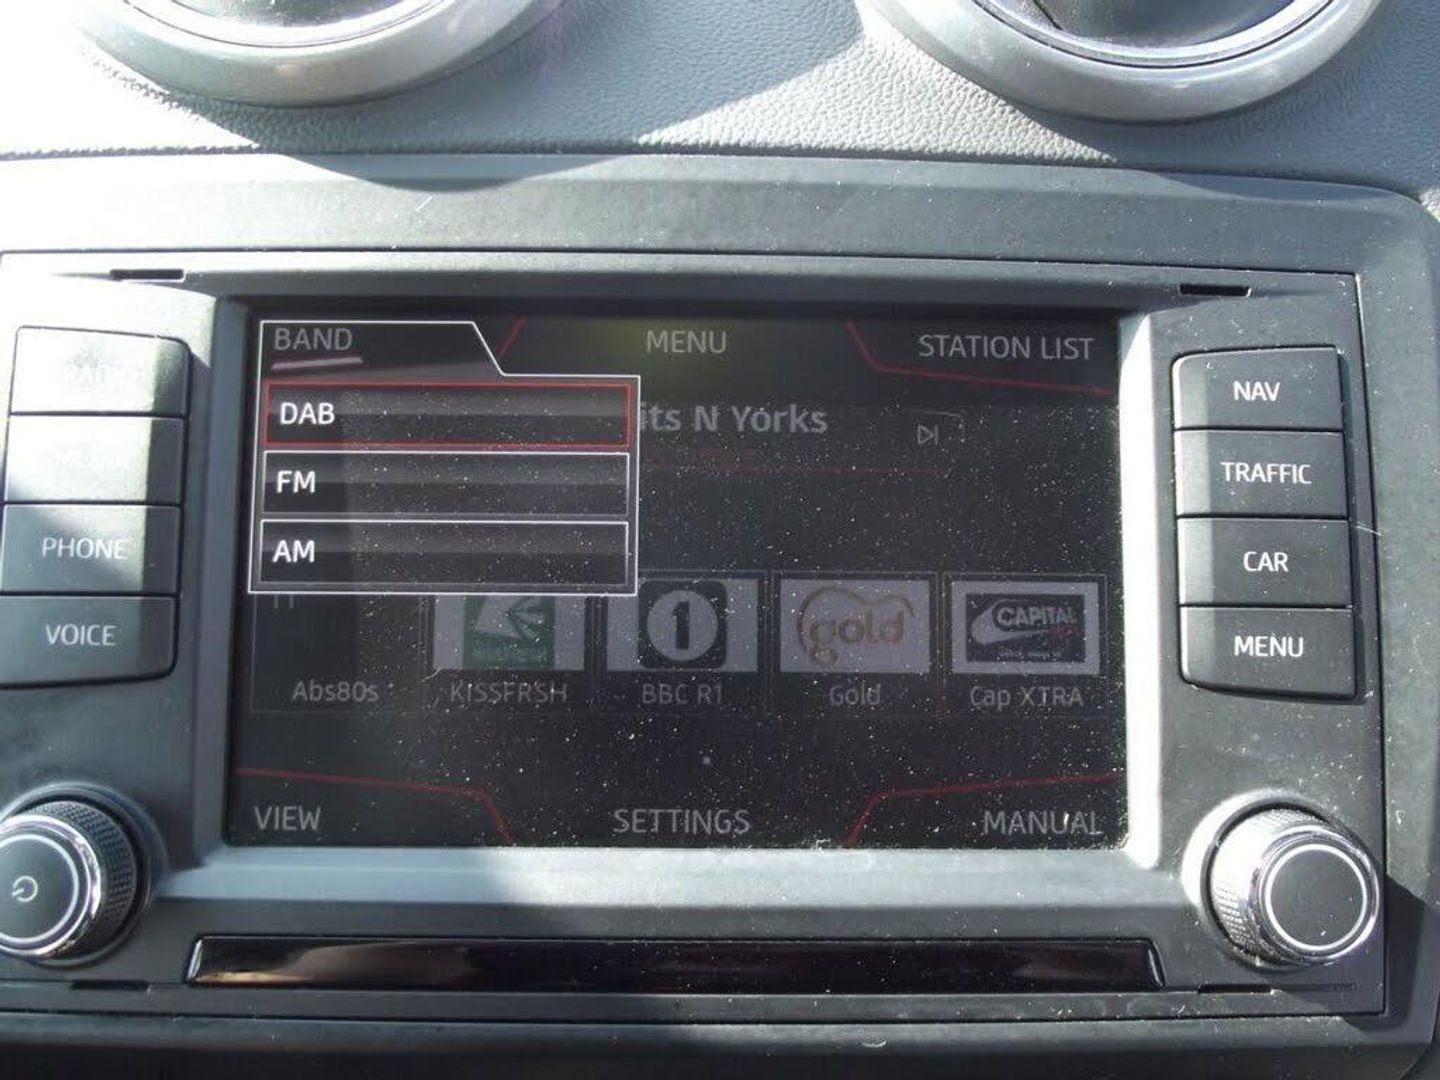 BAND
MENU
STATION LIST
DAB
its N Yorks
FM
AM
1
gold
CAPITAL
Abs80s
KISSFRSH
BBC R1
Gold
Cap XTRA
VIEW
SETTINGS
MANUAL
PHONE
VOICE
NAV
TRAFFIC
CAR
MENU